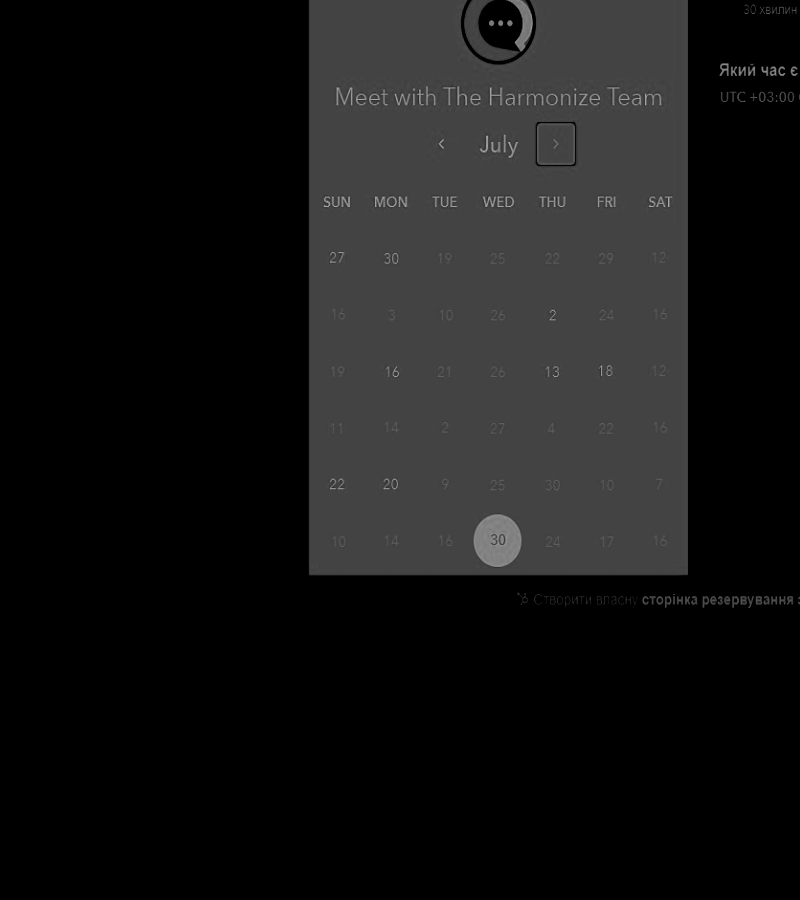 30 хвилин
Який час є
UTC +03:00
Meet with The Harmonize Team
July
SUN MON TUE WED THU FRI SAT
27 30 19 25 22 29 12
16 3 10 26 2 24 16
19 16 21 26 13 18 12
11 14 2 27 4 22 16
22 20 9 25 30 10 7
10 14 16 30 24 17 16
Створити власну сторінка резервування